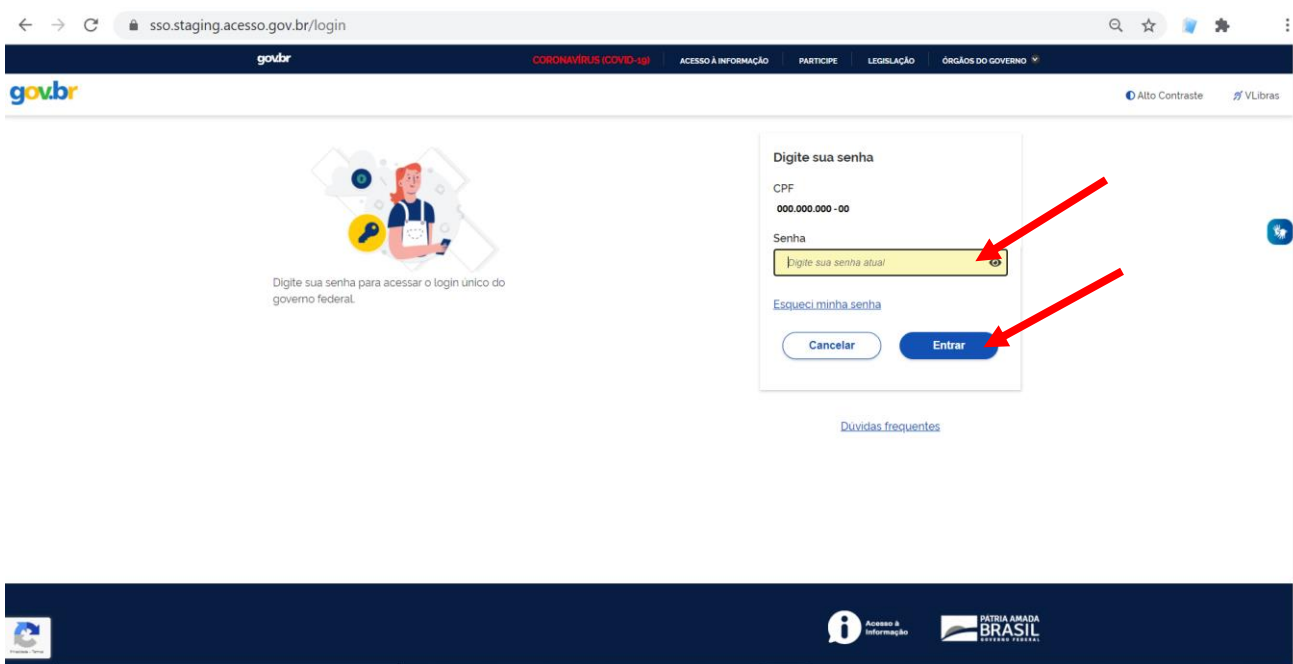 sso.staging.acesso.gov.br/login
gov.br
CORONAVÍRUS (COVID-19)
ACESSO À INFORMAÇÃO
PARTICIPE
LEGISLAÇÃO
ÓRGÃOS DO GOVERNO
gov.br
Alto Contraste
VLibras
Digite sua senha
CPF
000.000.000 -00
Senha
Digite sua senha atual
Digite sua senha para acessar o login único do
governo federal.
Esqueci minha senha
Cancelar
Entrar
Dúvidas frequentes
Acesso à
Informação
PÁTRIA AMADA
BRASIL
GOVERNO FEDERAL